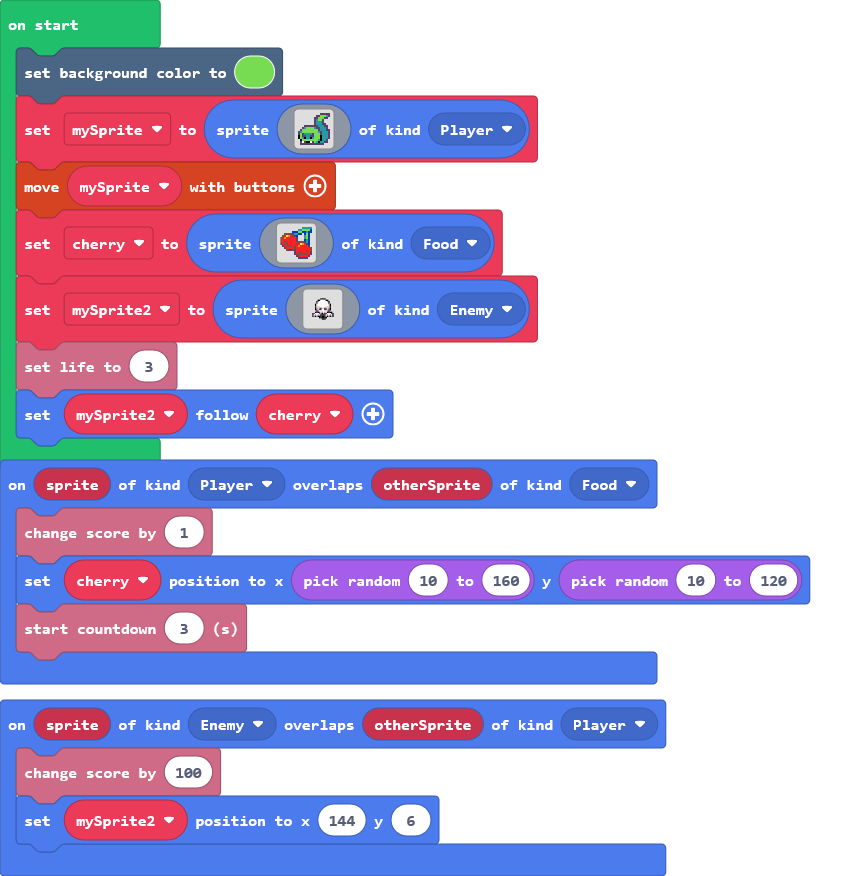 on start
set background color to
set mySprite to sprite of kind Player
move mySprite with buttons
set cherry to sprite of kind Food
set mySprite2 to sprite of kind Enemy
set life to 3
set mySprite2 follow cherry
on sprite of kind Player overlaps otherSprite of kind Food
change score by 1
set cherry position to x pick random 10 to 160 y pick random 10 to 120
start countdown 3 (s)
on sprite of kind Enemy overlaps otherSprite of kind Player
change score by 100
set mySprite2 position to x 144 y 6